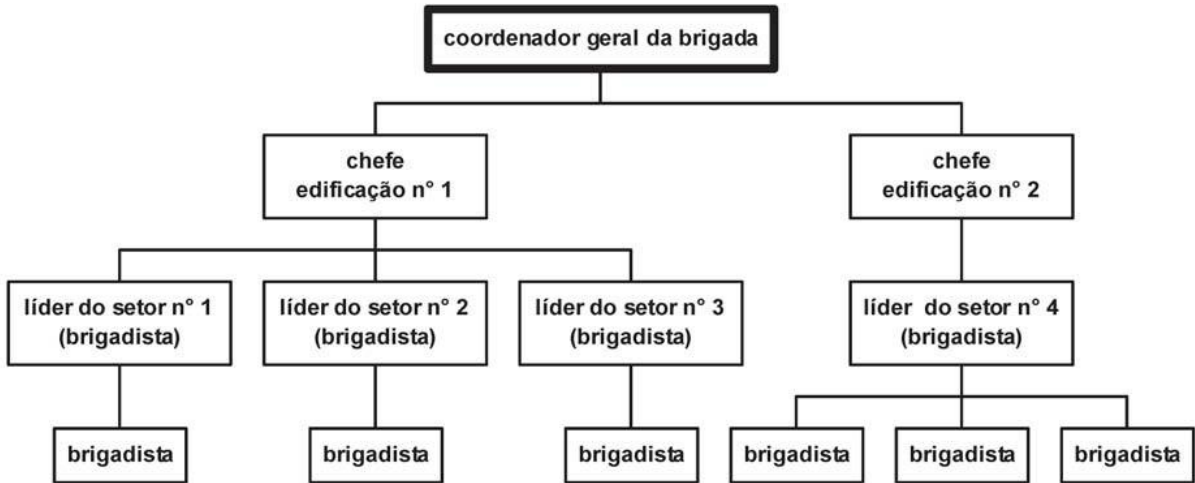 coordenador geral da brigada
chefe
edificação n° 1
chefe
edificação n° 2
líder do setor n° 1
(brigadista)
líder do setor n° 2
(brigadista)
líder do setor n° 3
(brigadista)
líder do setor n° 4
(brigadista)
brigadista
brigadista
brigadista
brigadista
brigadista
brigadista